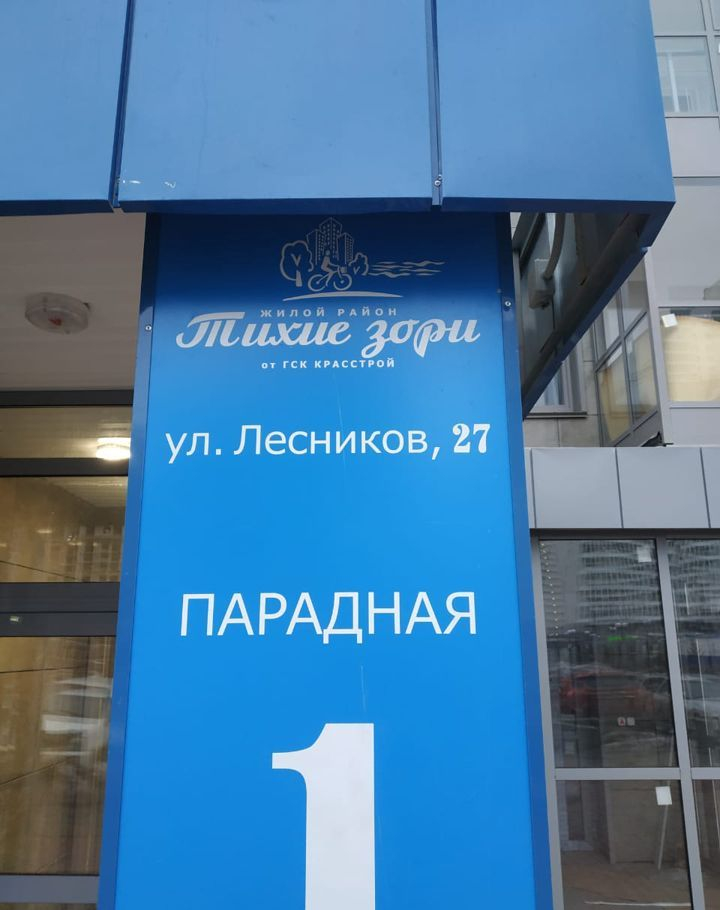 ЖИЛОЙ РАЙОН
Тихие зори
от ГСК КРАССТРОЙ
ул. Лесников, 27
ПАРАДНАЯ
1